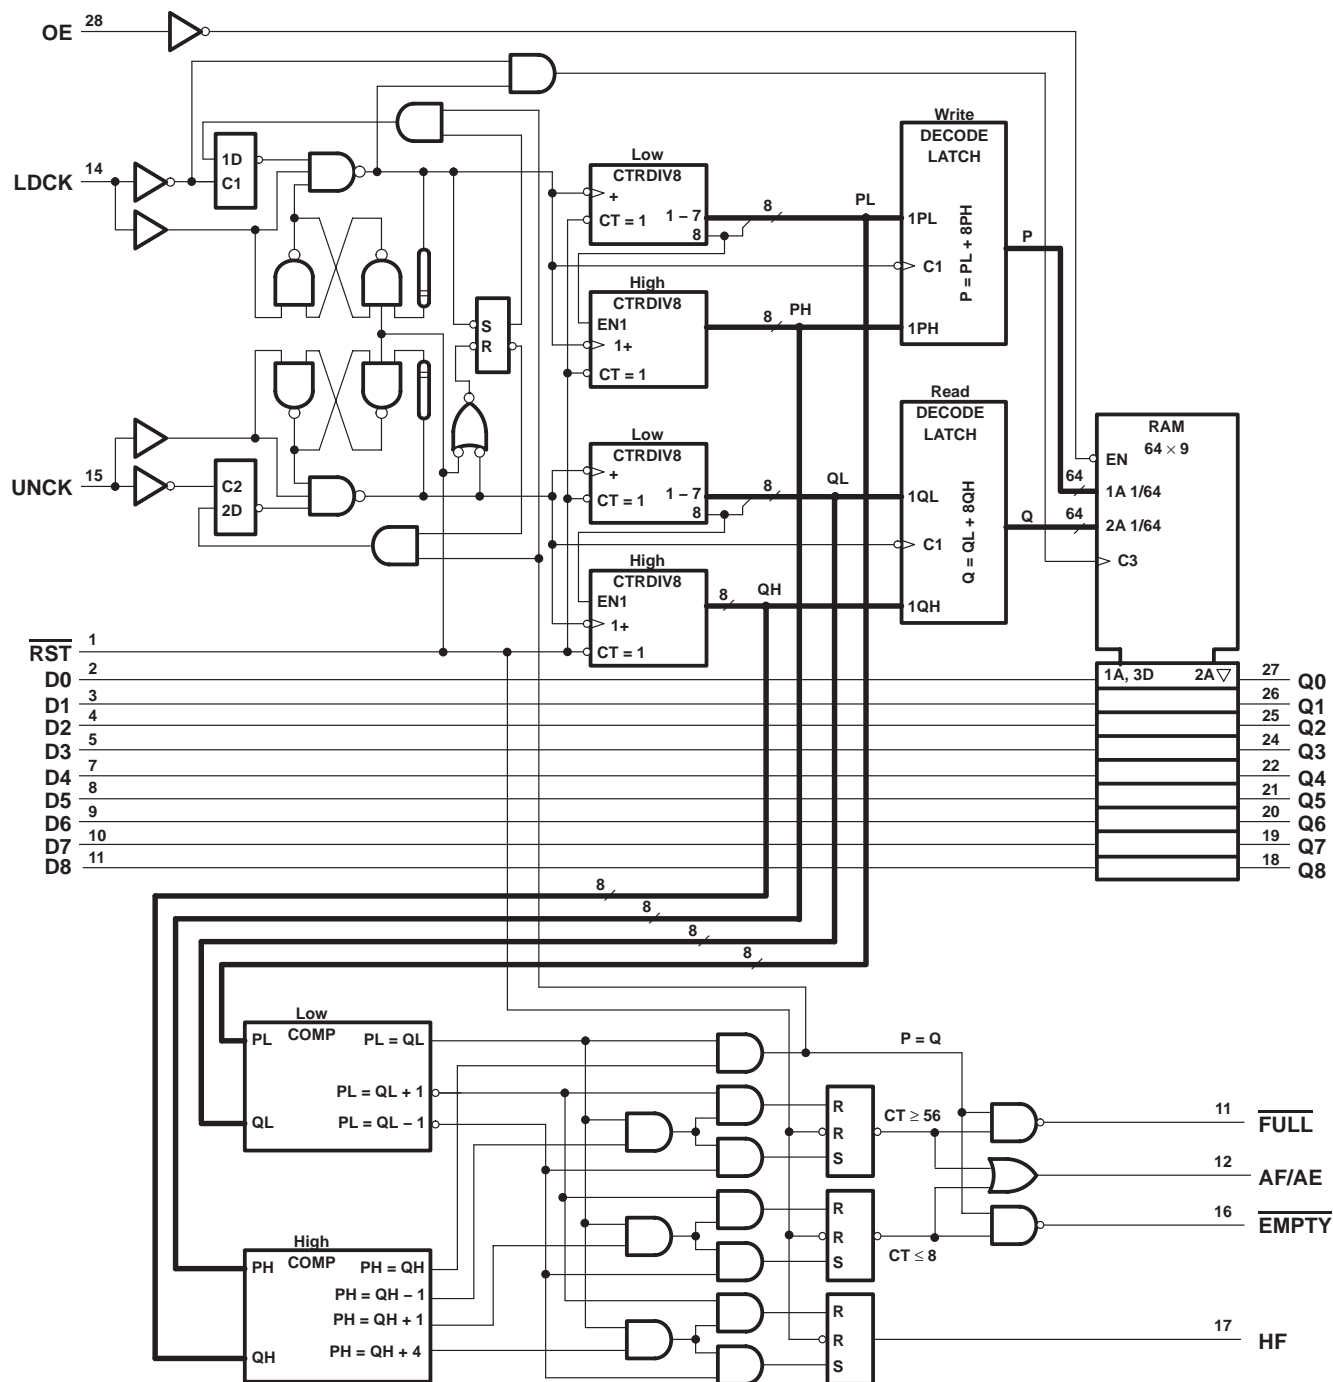 OE 28
LDCK 14
1D
C1
Low
CTRDIV8
+
CT = 1
1 – 7
8
8
PL
Write
DECODE
LATCH
1PL
C1
1PH
P = PL + 8PH
P
High
CTRDIV8
EN1
1+
CT = 1
8
PH
S
R
UNCK 15
C2
2D
Low
CTRDIV8
+
CT = 1
1 – 7
8
8
QL
Read
DECODE
LATCH
1QL
C1
1QH
Q = QL + 8QH
Q
High
CTRDIV8
EN1
1+
CT = 1
8
QH
RAM
64 × 9
EN
64
1A 1/64
64
2A 1/64
C3
RST 1
1A, 3D 2A ▽
D0 2 27 Q0
D1 3 26 Q1
D2 4 25 Q2
D3 5 24 Q3
D4 7 22 Q4
D5 8 21 Q5
D6 9 20 Q6
D7 10 19 Q7
D8 11 18 Q8
8
8
8
8
Low
COMP
PL
QL
PL = QL
PL = QL + 1
PL = QL – 1
High
COMP
PH
QH
PH = QH
PH = QH – 1
PH = QH + 1
PH = QH + 4
P = Q
R
R
S
CT ≥ 56
R
R
S
CT ≤ 8
R
R
S
11 FULL
12 AF/AE
16 EMPTY
17 HF